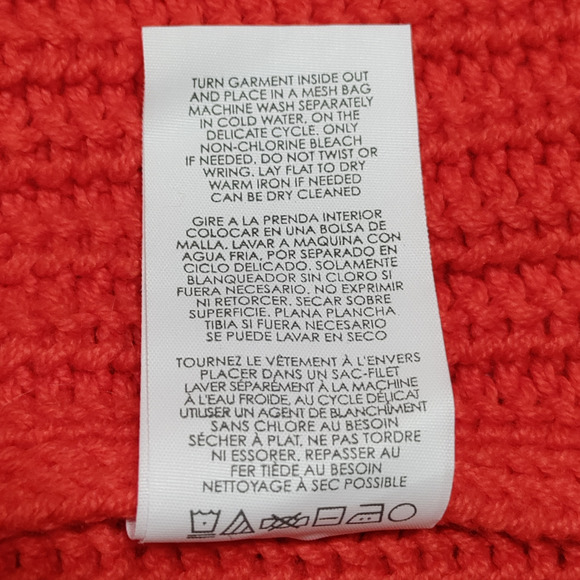 TURN GARMENT INSIDE OUT
AND PLACE IN A MESH BAG
MACHINE WASH SEPARATELY
IN COLD WATER, ON THE
DELICATE CYCLE. ONLY
NON-CHLORINE BLEACH
IF NEEDED. DO NOT TWIST OR
WRING. LAY FLAT TO DRY
WARM IRON IF NEEDED
CAN BE DRY CLEANED
GIRE A LA PRENDA INTERIOR
COLOCAR EN UNA BOLSA DE
MALLA. LAVAR A MAQUINA CON
AGUA FRIA, POR SEPARADO EN
CICLO DELICADO. SOLAMENTE
BLANQUEADOR SIN CLORO SI
FUERA NECESARIO. NO EXPRIMIR
NI RETORCER. SECAR SOBRE
SUPERFICIE. PLANA PLANCHA
TIBIA SI FUERA NECESARIO
SE PUEDE LAVAR EN SECO
TOURNEZ LE VÊTEMENT À L'ENVERS
PLACER DANS UN SAC-FILET
LAVER SÉPARÉMENT À LA MACHINE
À L'EAU FROIDE, AU CYCLE DÉLICAT
UTILISER UN AGENT DE BLANCHIMENT
SANS CHLORE AU BESOIN
SÉCHER À PLAT, NE PAS TORDRE
NI ESSORER, REPASSER AU
FER TIÈDE AU BESOIN
NETTOYAGE À SEC POSSIBLE